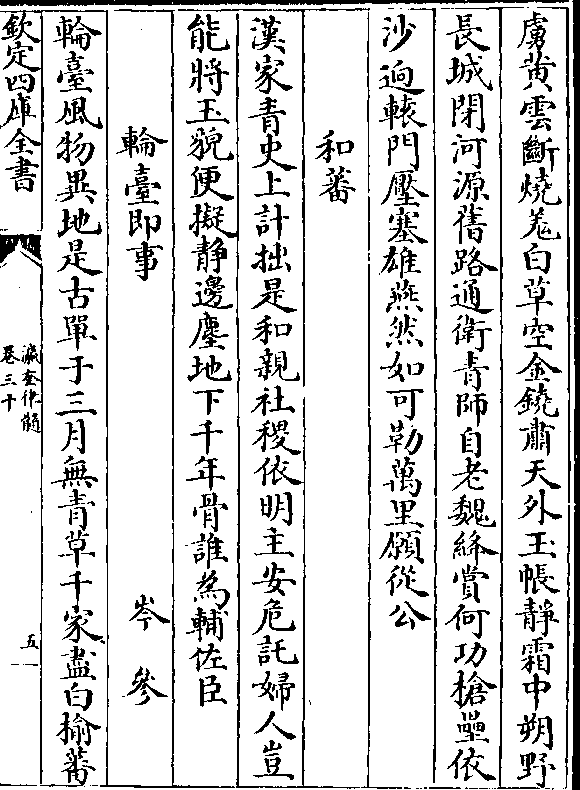 虜黄雲斷燒羗白草空金鐃肅天外玉帳靜霜中朔野
長城閉河源舊路通衛青師自老魏絳賞何功槍壘依
沙逈轅門壓塞雄燕然如可勒萬里願從公
和蕃
漢家青史上計拙是和親社稷依明主安危託婦人豈
能將玉貌便擬靜邊塵地下千年骨誰為輔佐臣
輪臺即事 岑參
輪臺風物異地是古單于三月無青草千家盡白榆蕃
欽定四庫全書
瀛奎律髓
卷三十
五